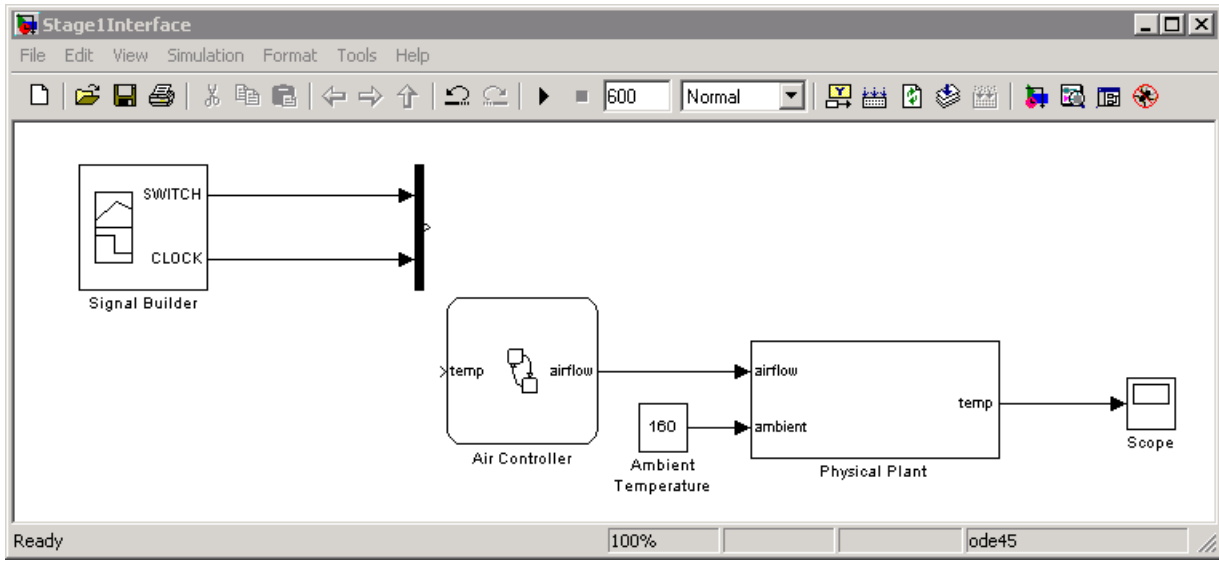 Stage1Interface
File Edit View Simulation Format Tools Help
600 Normal
SWITCH
CLOCK
Signal Builder
temp airflow
Air Controller
160
Ambient
Temperature
airflow
ambient
temp
Physical Plant
Scope
Ready 100% ode45